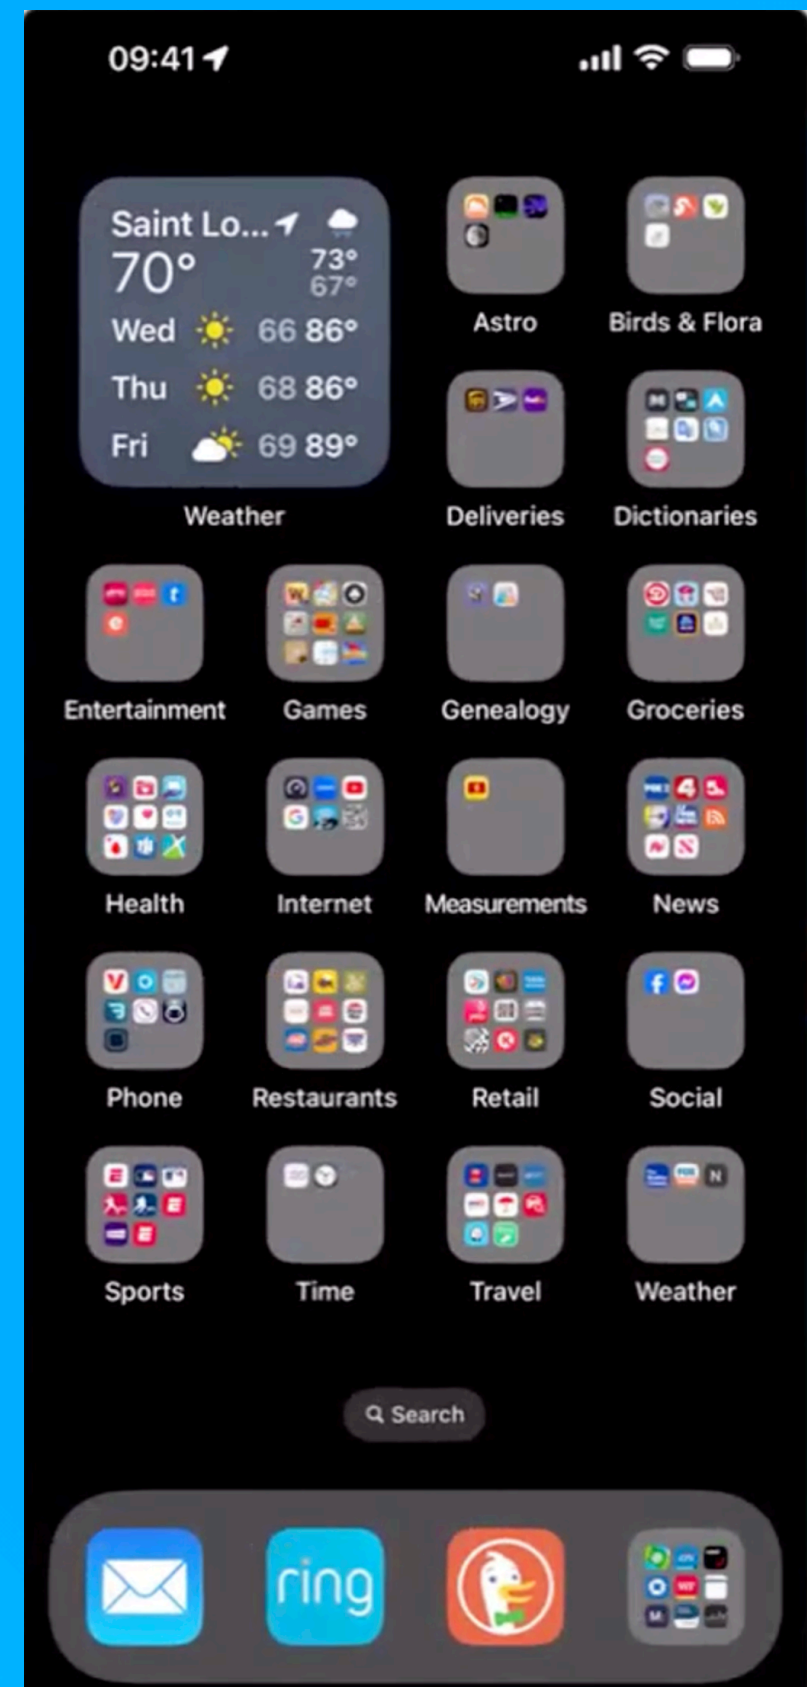 09:41
Saint Lo...
70°
73°
67°
Wed 66 86°
Thu 68 86°
Fri 69 89°
Weather
Astro
Birds & Flora
Deliveries
Dictionaries
Entertainment
Games
Genealogy
Groceries
Health
Internet
Measurements
News
Phone
Restaurants
Retail
Social
Sports
Time
Travel
Weather
Search
ring